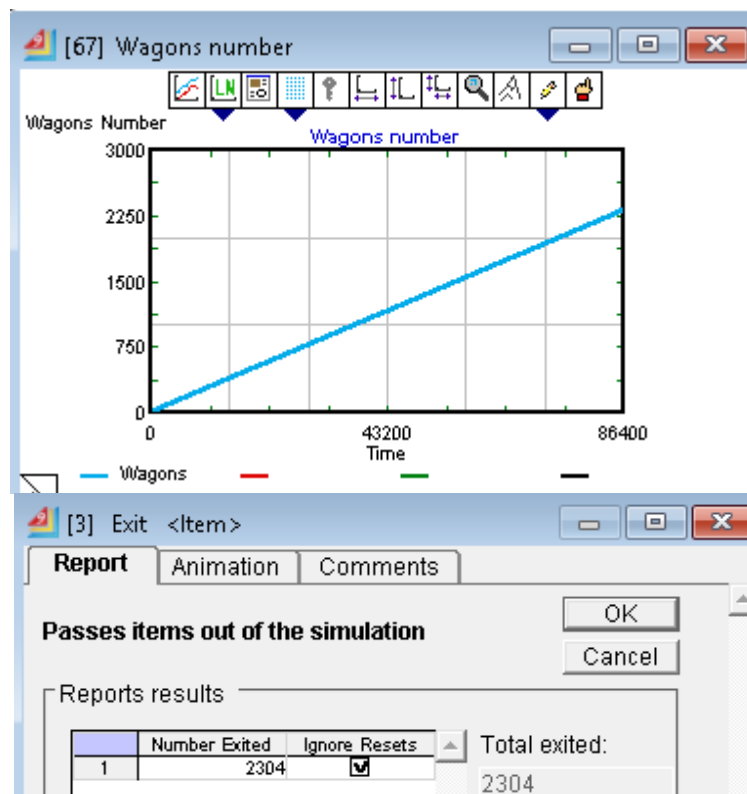 [67] Wagons number
LN
Wagons Number
Wagons number
3000
2250
1500
750
0
0 43200 86400
Time
Wagons
[3] Exit <Item>
Report Animation Comments
Passes items out of the simulation
OK
Cancel
Reports results
Number Exited Ignore Resets
1 2304
Total exited:
2304